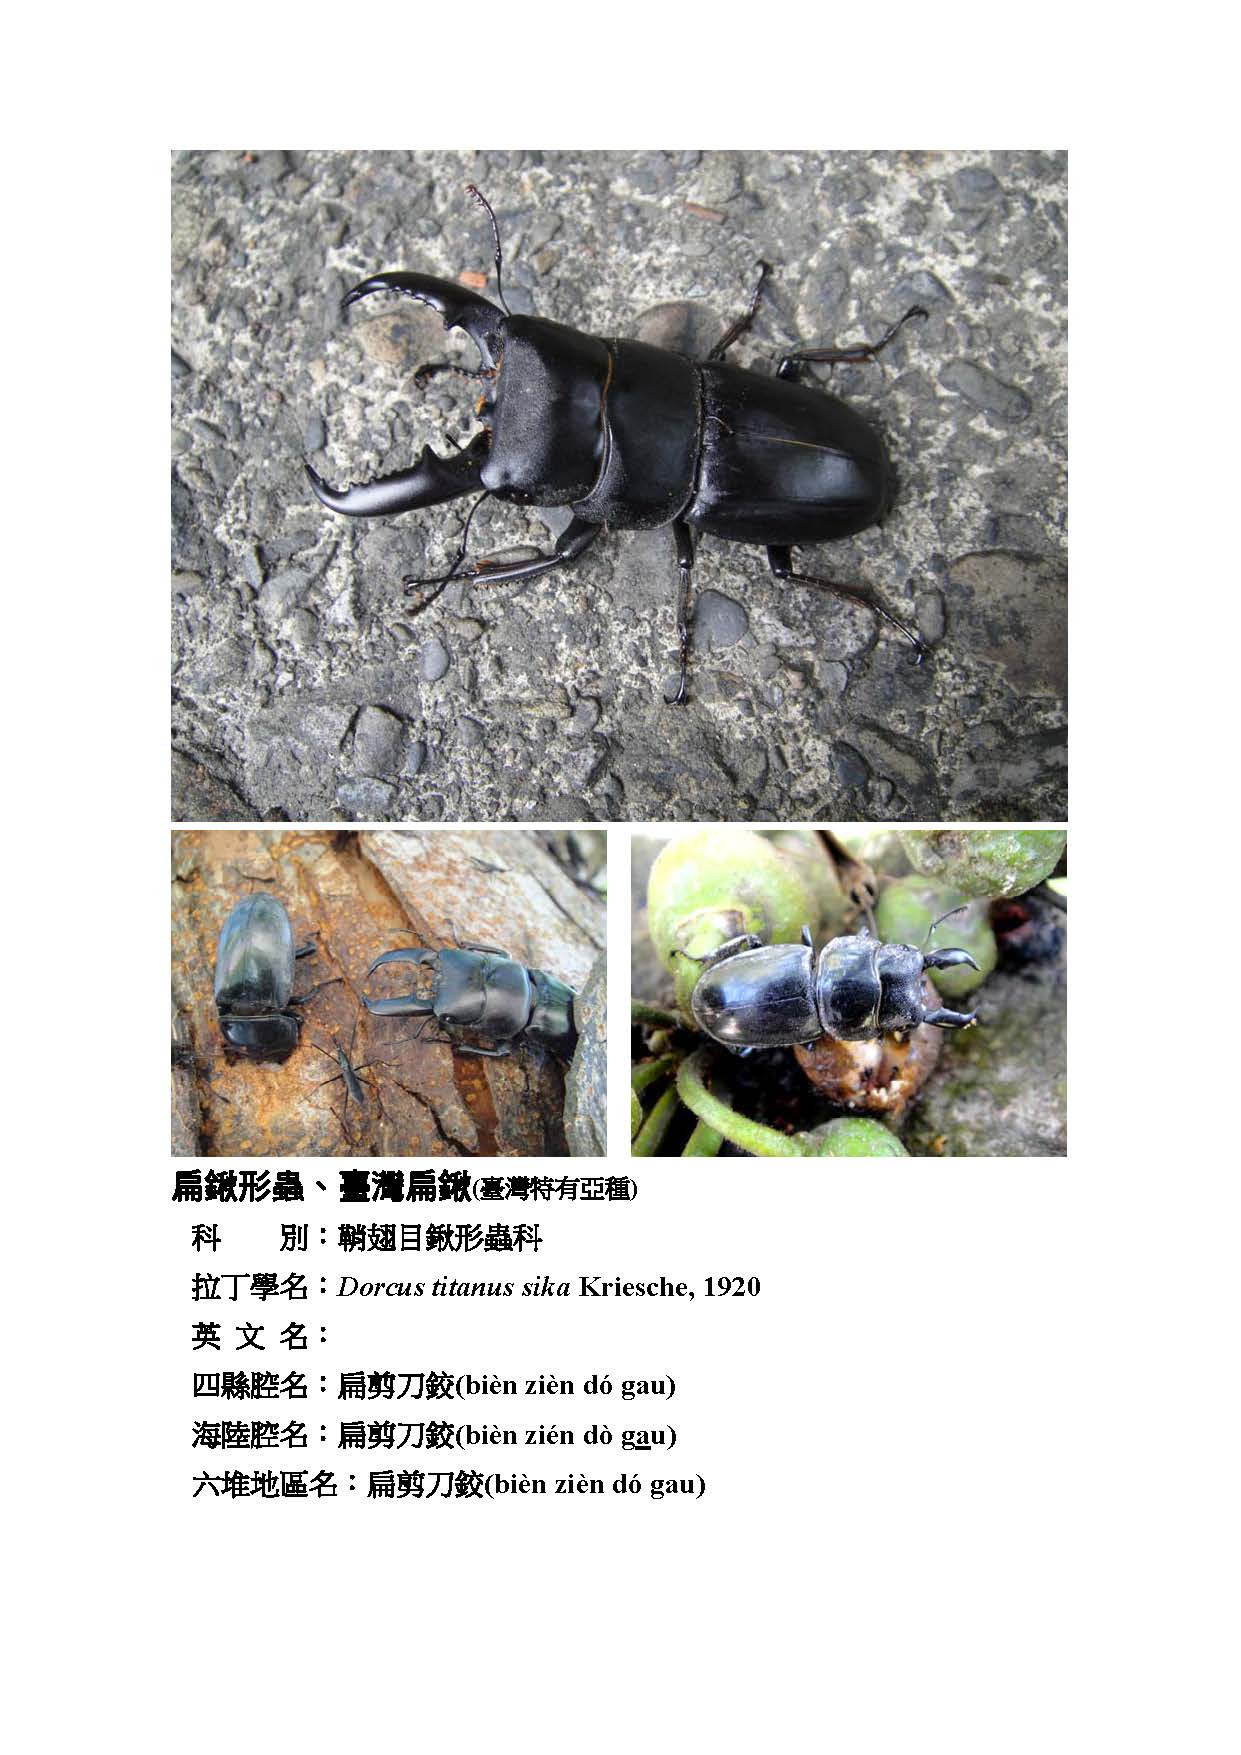 扁鍬形蟲、臺灣扁鍬(臺灣特有亞種)
科　　別：鞘翅目鍬形蟲科
拉丁學名：Dorcus titanus sika Kriesche, 1920
英 文 名：
四縣腔名：扁剪刀鉸(bièn zièn dó gau)
海陸腔名：扁剪刀鉸(bièn zién dò gau)
六堆地區名：扁剪刀鉸(bièn zièn dó gau)